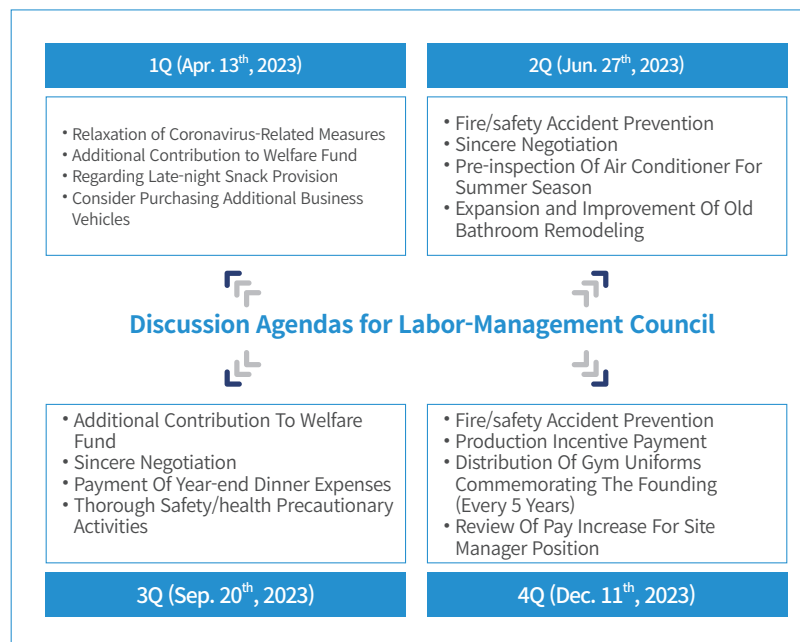 1Q (Apr. 13th, 2023)
• Relaxation of Coronavirus-Related Measures
• Additional Contribution to Welfare Fund
• Regarding Late-night Snack Provision
• Consider Purchasing Additional Business
Vehicles
2Q (Jun. 27th, 2023)
• Fire/safety Accident Prevention
• Sincere Negotiation
• Pre-inspection Of Air Conditioner For
Summer Season
• Expansion and Improvement Of Old
Bathroom Remodeling
Discussion Agendas for Labor-Management Council
• Additional Contribution To Welfare
Fund
• Sincere Negotiation
• Payment Of Year-end Dinner Expenses
• Thorough Safety/health Precautionary
Activities
3Q (Sep. 20th, 2023)
• Fire/safety Accident Prevention
• Production Incentive Payment
• Distribution Of Gym Uniforms
Commemorating The Founding
(Every 5 Years)
• Review Of Pay Increase For Site
Manager Position
4Q (Dec. 11th, 2023)